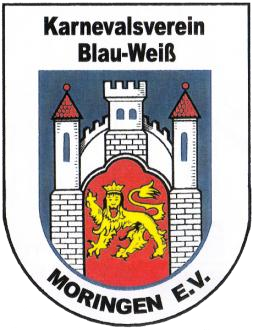 Karnevalsverein
Blau-Weiß
MORINGEN E.V.